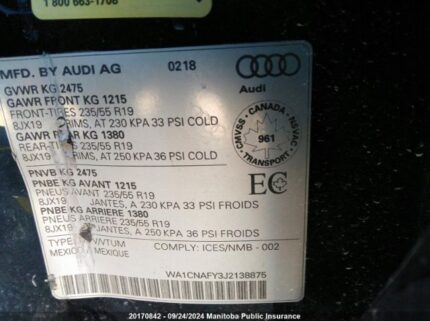 1 800 663-1708
MFD. BY AUDI AG 0218
GVWR KG 2475
GAWR FRONT KG 1215
FRONT-TIRES 235/55 R19
8JX19 RIMS, AT 230 KPA 33 PSI COLD
GAWR REAR KG 1380
REAR-TIRES 235/55 R19
8JX19 RIMS, AT 250 KPA 36 PSI COLD
Audi
CMVSS - CANADA - NSVAC
961
TRANSPORT
PNVB KG 2475
PNBE KG AVANT 1215
PNEUS AVANT 235/55 R19
8JX19 JANTES, A 230 KPA 33 PSI FROIDS
PNBE KG ARRIERE 1380
PNEUS ARRIERE 235/55 R19
8JX19 JANTES, A 250 KPA 36 PSI FROIDS
EC
MEXICO MEXICO
COMPLY: ICES/NMB - 002
WA1CNAFY3J2138875
20170842 - 09/24/2024 Manitoba Public Insurance